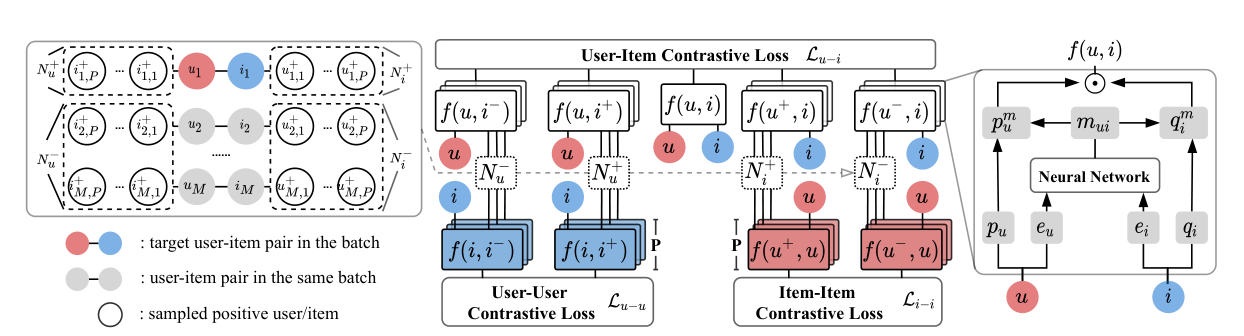 User-Item Contrastive Loss 𝓛_{u−i}
N_u^+ i_{1,P}^+ ... i_{1,1}^+ u_1 i_1 u_{1,1}^+ ... u_{1,P}^+ N_i^+
i_{2,P}^+ ... i_{2,1}^+ u_2 i_2 u_{2,1}^+ ... u_{2,P}^+
N_u^- ...... N_i^-
i_{M,P}^+ ... i_{M,1}^+ u_M i_M u_{M,1}^+ ... u_{M,P}^+
: target user-item pair in the batch
: user-item pair in the same batch
: sampled positive user/item
f(u, i^-) f(u, i^+) f(u, i) f(u^+, i) f(u^-, i)
u u u i i i
N_u^- N_u^+ N_i^+ N_i^-
i i u u
f(i, i^-) f(i, i^+) P P f(u^+, u) f(u^-, u)
User-User
Contrastive Loss 𝓛_{u−u}
Item-Item
Contrastive Loss 𝓛_{i−i}
f(u, i)
p_u^m m_{ui} q_i^m
Neural Network
p_u e_u e_i q_i
u i